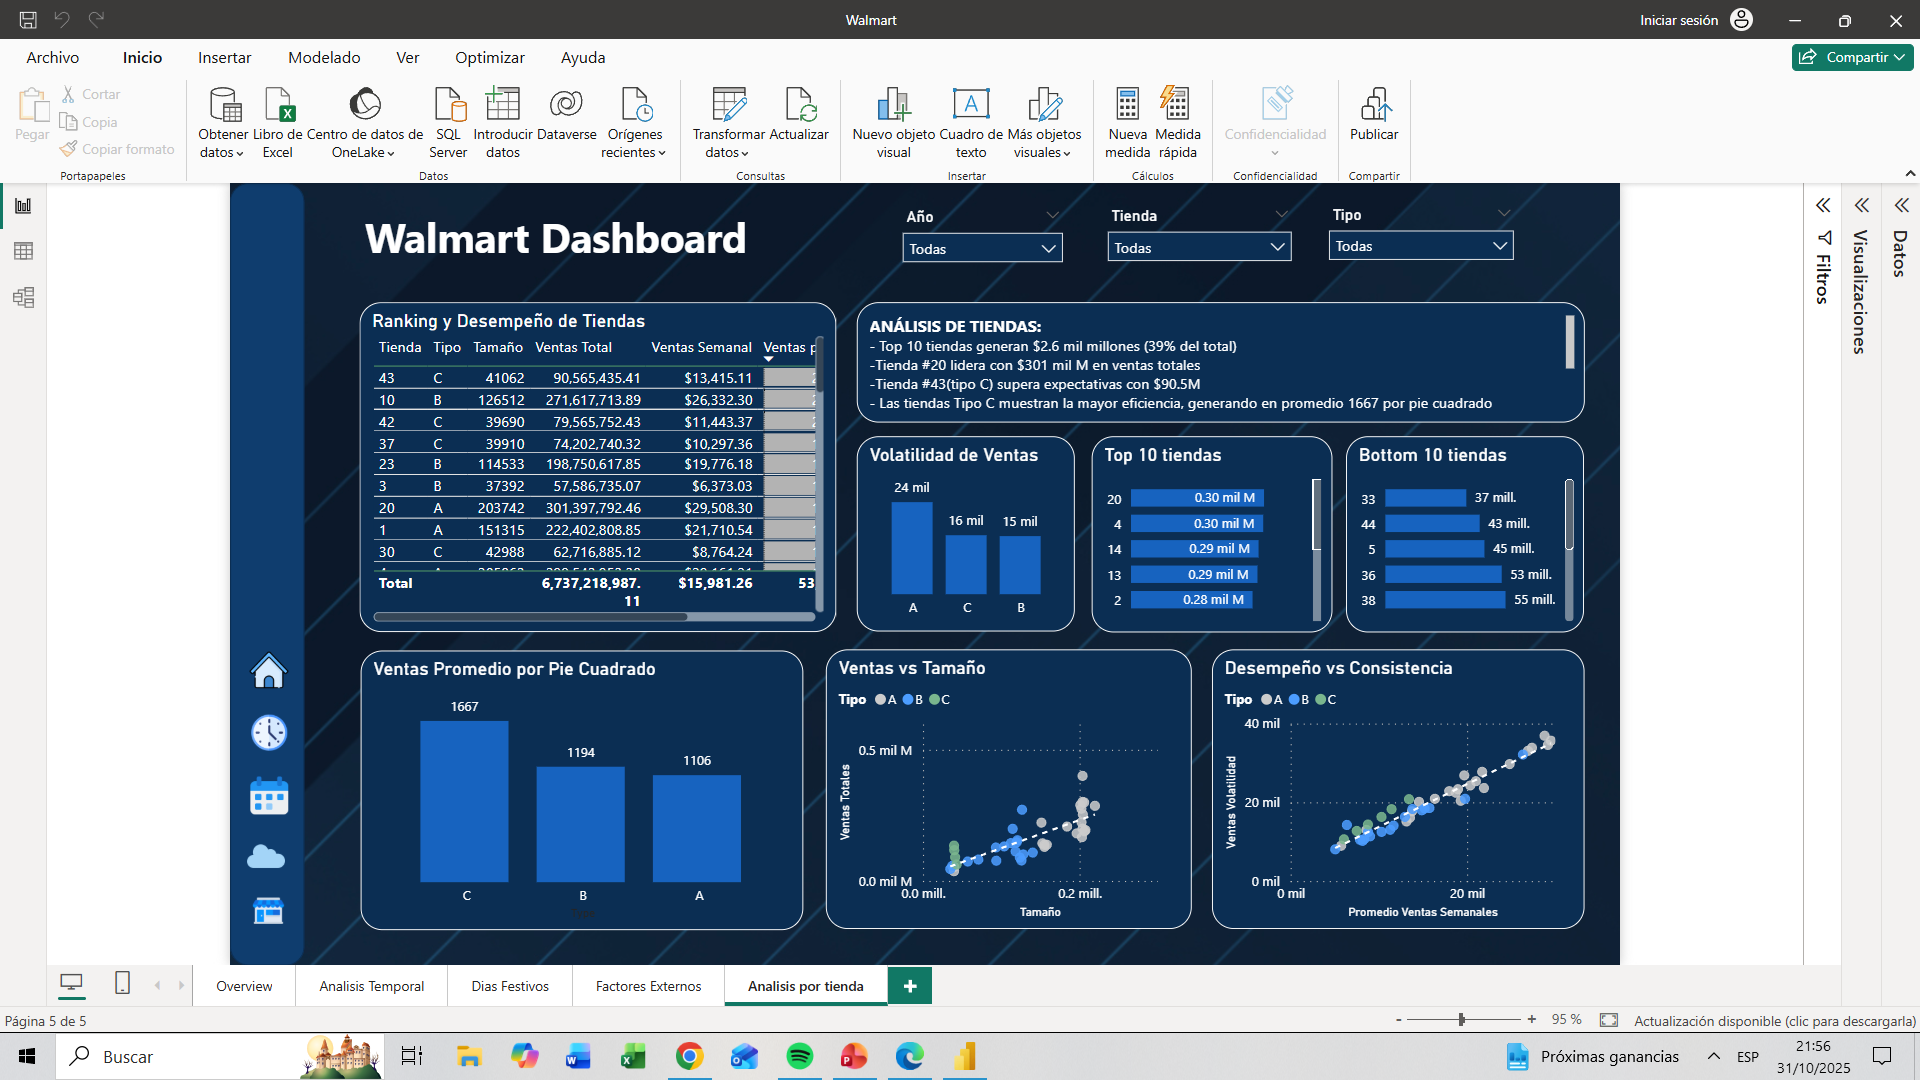 Walmart
Iniciar sesión
Archivo
Inicio
Insertar
Modelado
Ver
Optimizar
Ayuda
Compartir
Pegar
Cortar
Copia
Copiar formato
Portapapeles
Obtener datos
Libro de Excel
Centro de datos de OneLake
SQL Server
Introducir datos
Dataverse
Orígenes recientes
Datos
Transformar datos
Actualizar
Consultas
Nuevo objeto visual
Cuadro de texto
Más objetos visuales
Insertar
Nueva medida
Medida rápida
Cálculos
Confidencialidad
Confidencialidad
Publicar
Compartir
Walmart Dashboard
Año
Todas
Tienda
Todas
Tipo
Todas
Filtros
Visualizaciones
Datos
Ranking y Desempeño de Tiendas
Tienda Tipo Tamaño Ventas Total Ventas Semanal Ventas p
43 C 41062 90,565,435.41 $13,415.11
10 B 126512 271,617,713.89 $26,332.30
42 C 39690 79,565,752.43 $11,443.37
37 C 39910 74,202,740.32 $10,297.36
23 B 114533 198,750,617.85 $19,776.18
3 B 37392 57,586,735.07 $6,373.03
20 A 203742 301,397,792.46 $29,508.30
1 A 151315 222,402,808.85 $21,710.54
30 C 42988 62,716,885.12 $8,764.24
Total 6,737,218,987.11 $15,981.26 53
ANÁLISIS DE TIENDAS:
- Top 10 tiendas generan $2.6 mil millones (39% del total)
-Tienda #20 lidera con $301 mil M en ventas totales
-Tienda #43(tipo C) supera expectativas con $90.5M
- Las tiendas Tipo C muestran la mayor eficiencia, generando en promedio 1667 por pie cuadrado
Volatilidad de Ventas
24 mil
16 mil
15 mil
A C B
Top 10 tiendas
20 0.30 mil M
4 0.30 mil M
14 0.29 mil M
13 0.29 mil M
2 0.28 mil M
Bottom 10 tiendas
33 37 mill.
44 43 mill.
5 45 mill.
36 53 mill.
38 55 mill.
Ventas Promedio por Pie Cuadrado
1667
1194
1106
C B A
Ventas vs Tamaño
Tipo A B C
Ventas Totales
0.5 mil M
0.0 mil M
0.0 mill. 0.2 mill.
Tamaño
Desempeño vs Consistencia
Tipo A B C
Ventas Volatilidad
40 mil
20 mil
0 mil
0 mil 20 mil
Promedio Ventas Semanales
Overview
Analisis Temporal
Dias Festivos
Factores Externos
Analisis por tienda
+
Página 5 de 5
- + 95 %
Actualización disponible (clic para descargarla)
Buscar
Próximas ganancias
ESP
21:56
31/10/2025